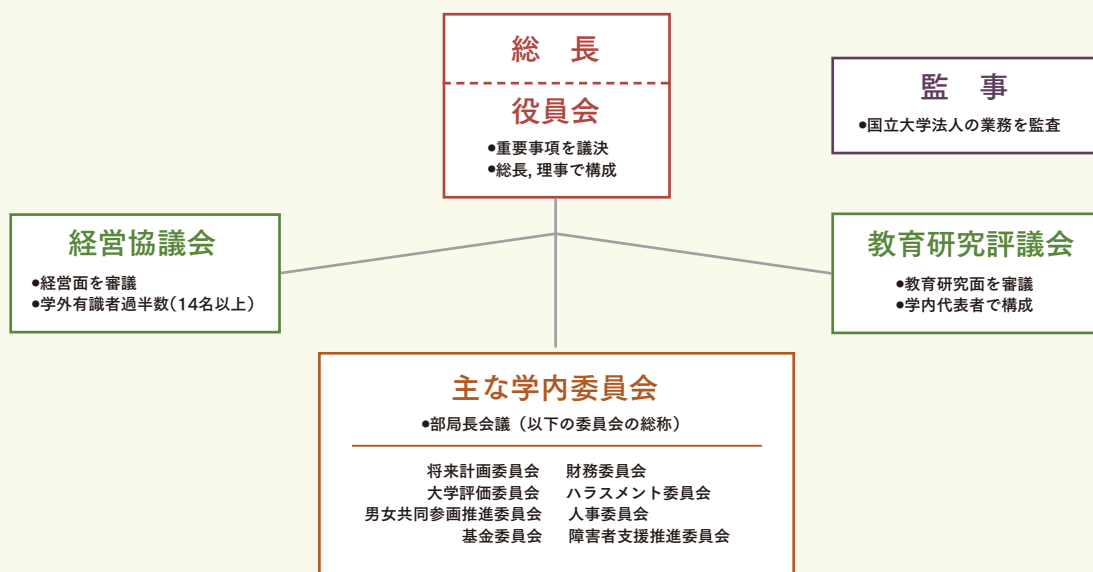 総　長
役員会
●重要事項を議決
●総長, 理事で構成
監　事
●国立大学法人の業務を監査
経営協議会
●経営面を審議
●学外有識者過半数(14名以上)
教育研究評議会
●教育研究面を審議
●学内代表者で構成
主な学内委員会
●部局長会議（以下の委員会の総称）
将来計画委員会　財務委員会
大学評価委員会　ハラスメント委員会
男女共同参画推進委員会　人事委員会
基金委員会　障害者支援推進委員会